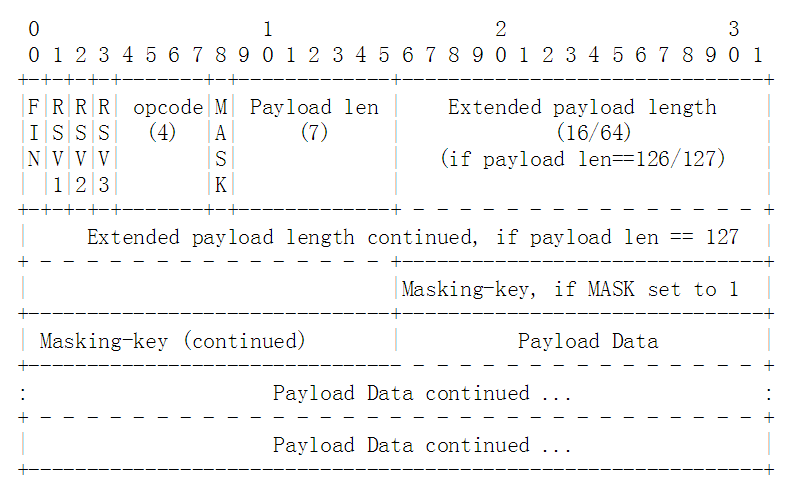 0                   1                   2                   3
 0 1 2 3 4 5 6 7 8 9 0 1 2 3 4 5 6 7 8 9 0 1 2 3 4 5 6 7 8 9 0 1
+-+-+-+-+-------+-+-------------+-------------------------------+
|F|R|R|R| opcode|M| Payload len |    Extended payload length    |
|I|S|S|S|  (4)  |A|     (7)     |             (16/64)           |
|N|V|V|V|       |S|             |   (if payload len==126/127)   |
| |1|2|3|       |K|             |                               |
+-+-+-+-+-------+-+-------------+ - - - - - - - - - - - - - - - +
|     Extended payload length continued, if payload len == 127  |
+ - - - - - - - - - - - - - - - +-------------------------------+
|                               |Masking-key, if MASK set to 1  |
+-------------------------------+-------------------------------+
| Masking-key (continued)       |          Payload Data         |
+-------------------------------- - - - - - - - - - - - - - - - +
:                     Payload Data continued ...                :
+ - - - - - - - - - - - - - - - - - - - - - - - - - - - - - - - +
|                     Payload Data continued ...                |
+---------------------------------------------------------------+